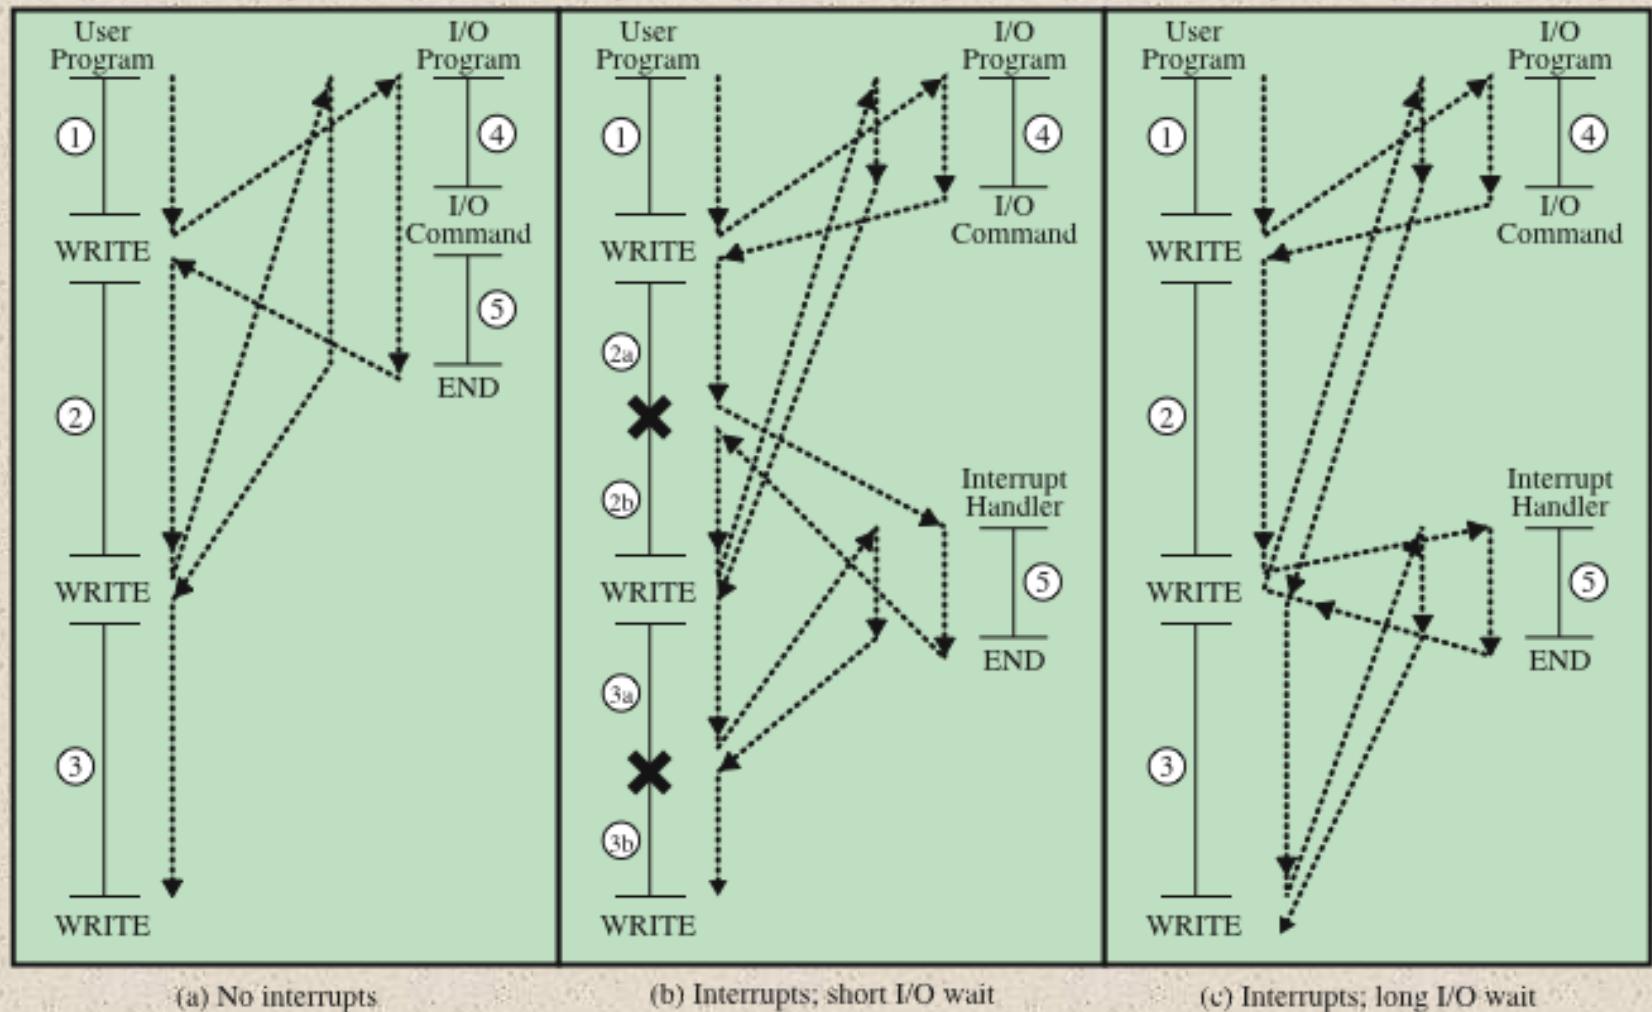 User
Program
I/O
Program
①
④
I/O
Command
WRITE
⑤
END
②
WRITE
③
WRITE
(a) No interrupts
User
Program
I/O
Program
①
④
I/O
Command
WRITE
2a
2b
Interrupt
Handler
⑤
WRITE
END
3a
3b
WRITE
(b) Interrupts; short I/O wait
User
Program
I/O
Program
①
④
I/O
Command
WRITE
②
Interrupt
Handler
⑤
WRITE
END
③
WRITE
(c) Interrupts; long I/O wait